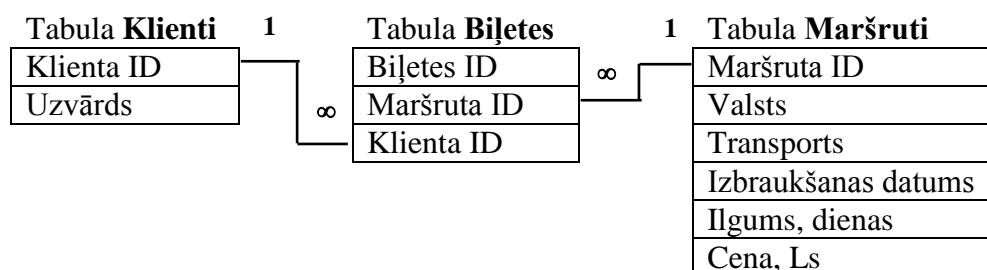 Tabula Klienti 1 Tabula Biļetes 1 Tabula Maršruti
Klienta ID Biļetes ID ∞ Maršruta ID
Uzvārds ∞ Maršruta ID Valsts
Klienta ID Transports
Izbraukšanas datums
Ilgums, dienas
Cena, Ls